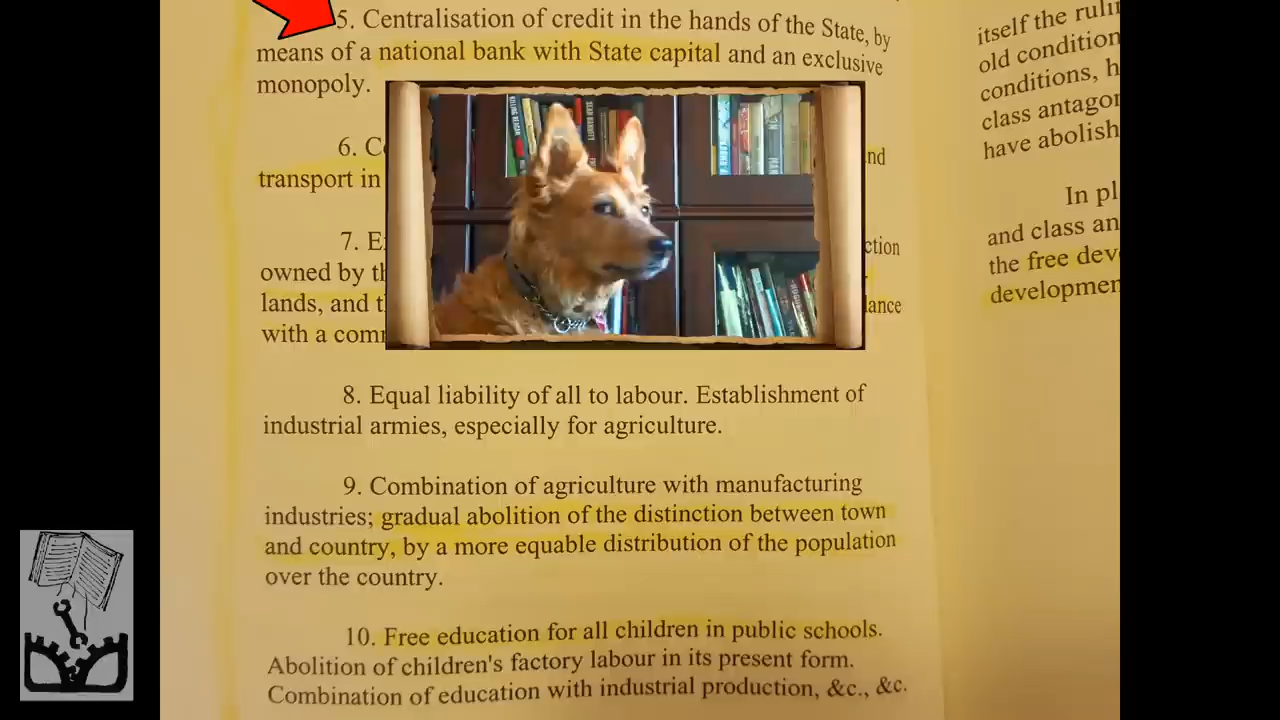 5. Centralisation of credit in the hands of the State, by
means of a national bank with State capital and an exclusive
monopoly.
6. C
nd
transport in
7. E
ction
owned by th
lands, and t
lance
with a com
8. Equal liability of all to labour. Establishment of
industrial armies, especially for agriculture.
9. Combination of agriculture with manufacturing
industries; gradual abolition of the distinction between town
and country, by a more equable distribution of the population
over the country.
10. Free education for all children in public schools.
Abolition of children's factory labour in its present form.
Combination of education with industrial production, &c., &c.
itself the ruli
old condition
conditions, h
class antagor
have abolish
In pl
and class an
the free dev
developmen
SEAN HANNITY